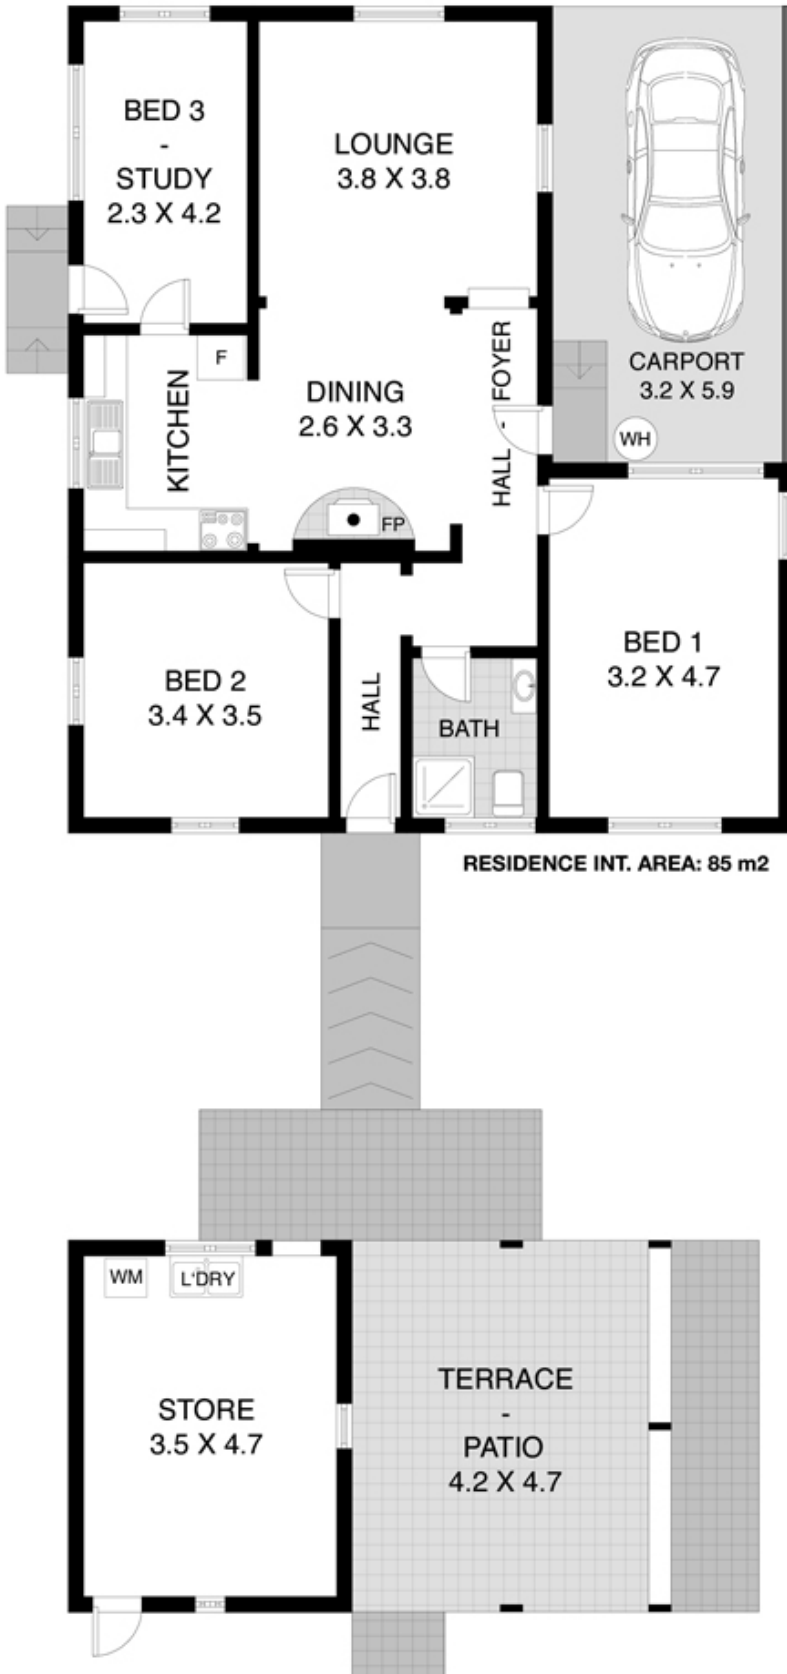 BED 3
-
STUDY
2.3 X 4.2
LOUNGE
3.8 X 3.8
CARPORT
3.2 X 5.9
WH
F
KITCHEN
DINING
2.6 X 3.3
HALL - FOYER
FP
BED 2
3.4 X 3.5
HALL
BATH
BED 1
3.2 X 4.7
RESIDENCE INT. AREA: 85 m2
WM
L'DRY
STORE
3.5 X 4.7
TERRACE
-
PATIO
4.2 X 4.7